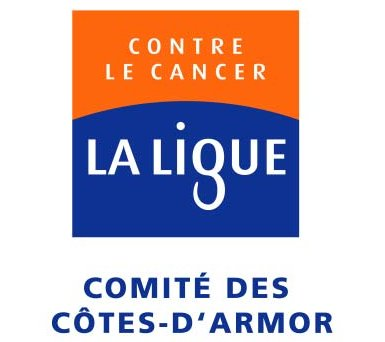 CONTRE
LE CANCER
LA LIGUE
COMITÉ DES
CÔTES-D‘ARMOR